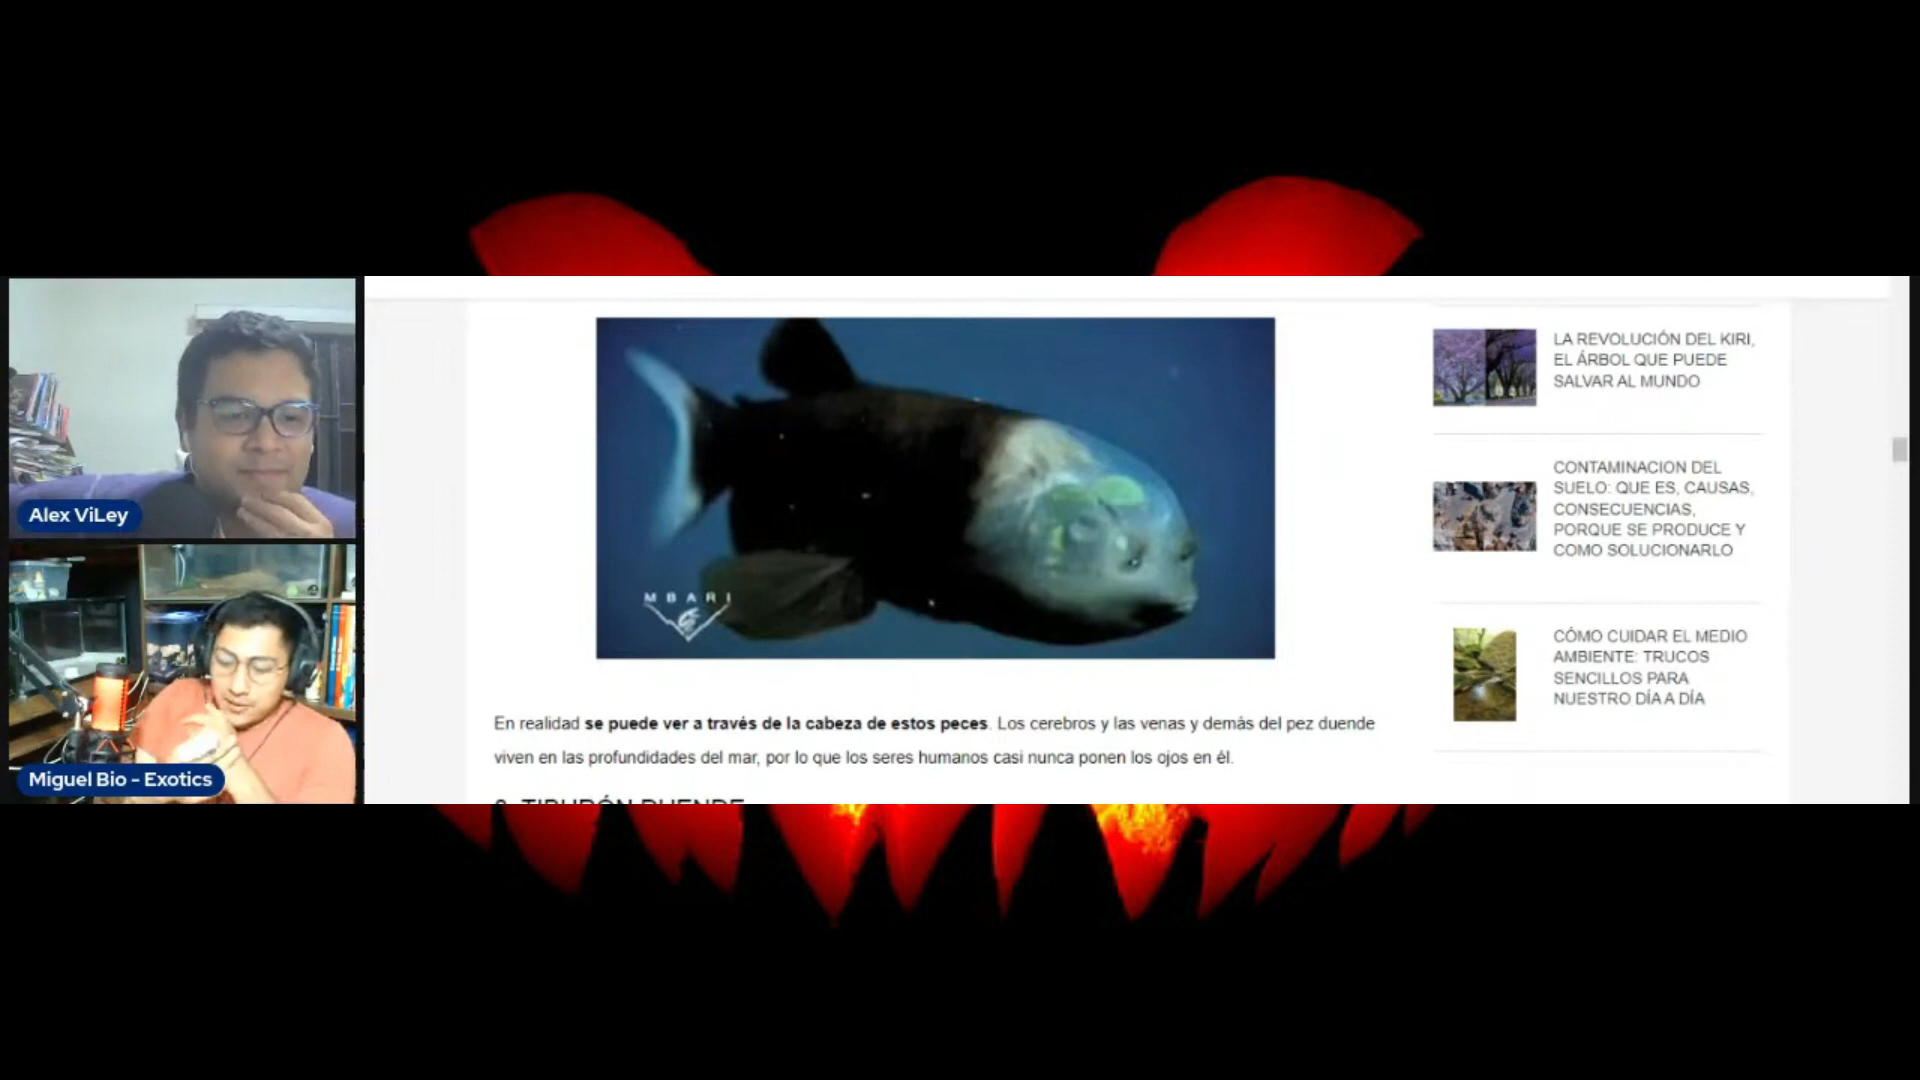 Alex ViLey
Miguel Bio - Exotics
MBARI
En realidad se puede ver a través de la cabeza de estos peces. Los cerebros y las venas y demás del pez duende
viven en las profundidades del mar, por lo que los seres humanos casi nunca ponen los ojos en él.
TIBURÓN DUENDE
LA REVOLUCIÓN DEL KIRI,
EL ÁRBOL QUE PUEDE
SALVAR AL MUNDO
CONTAMINACION DEL
SUELO: QUE ES, CAUSAS,
CONSECUENCIAS,
PORQUE SE PRODUCE Y
COMO SOLUCIONARLO
CÓMO CUIDAR EL MEDIO
AMBIENTE: TRUCOS
SENCILLOS PARA
NUESTRO DÍA A DÍA